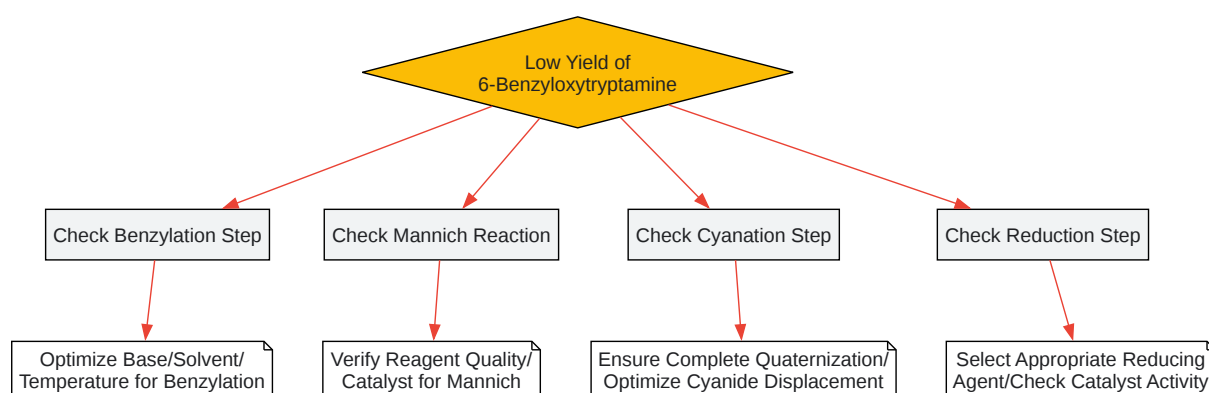 Low Yield of
6-Benzyloxytryptamine
Check Benzylation Step
Check Mannich Reaction
Check Cyanation Step
Check Reduction Step
Optimize Base/Solvent/
Temperature for Benzylation
Verify Reagent Quality/
Catalyst for Mannich
Ensure Complete Quaternization/
Optimize Cyanide Displacement
Select Appropriate Reducing
Agent/Check Catalyst Activity